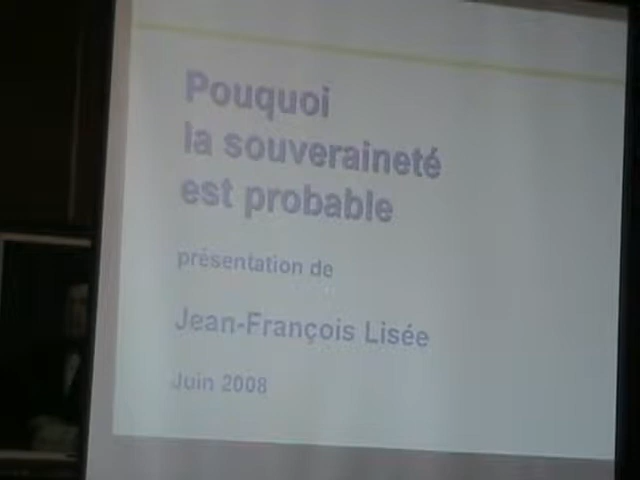 Pouquoi
la souveraineté
est probable
présentation de
Jean-François Lisée
Juin 2008